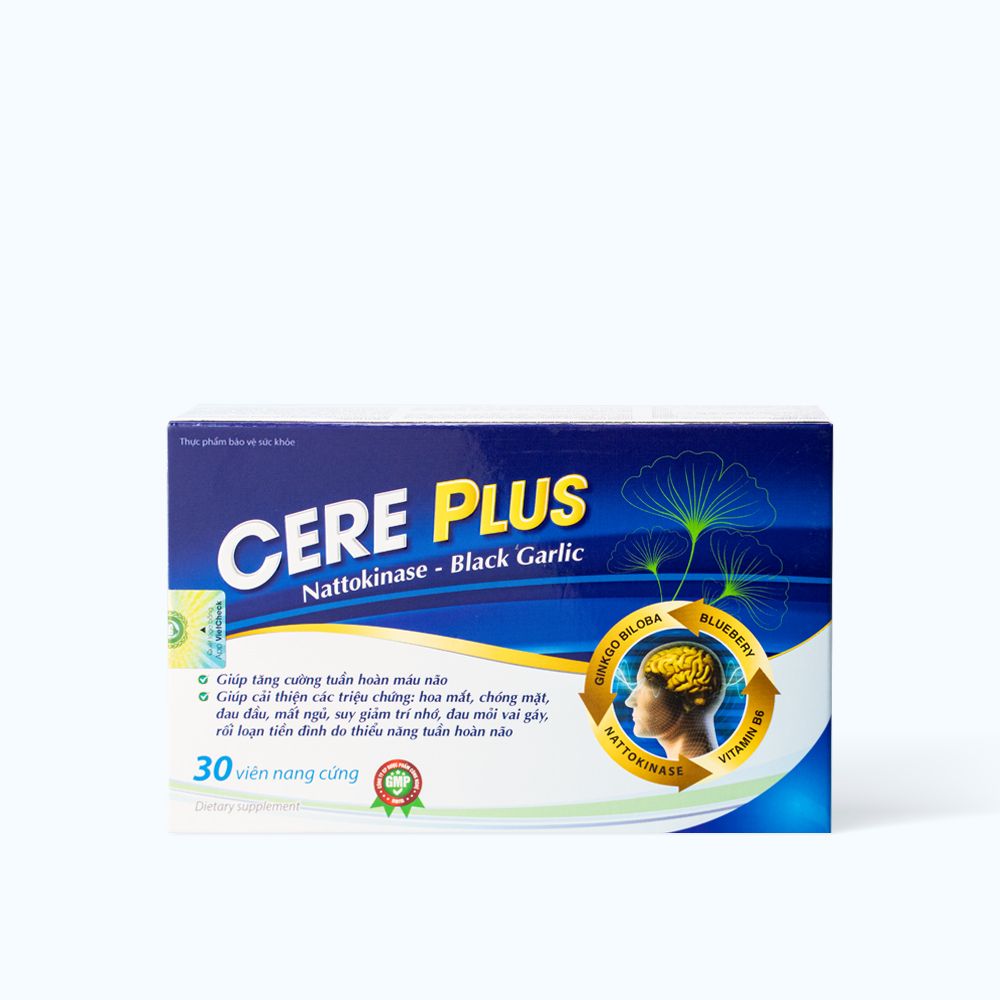 Thực phẩm bảo vệ sức khỏe
CERE PLUS
Nattokinase - Black Garlic
App VietCheck
GINKGO BILOBA
BLUEBERY
VITAMIN B6
NATTOKINASE
Giúp tăng cường tuần hoàn máu não
Giúp cải thiện các triệu chứng: hoa mắt, chóng mặt,
đau đầu, mất ngủ, suy giảm trí nhớ, đau mỏi vai gáy,
rối loạn tiền đình do thiểu năng tuần hoàn não
30 viên nang cứng
GMP
Dietary supplement